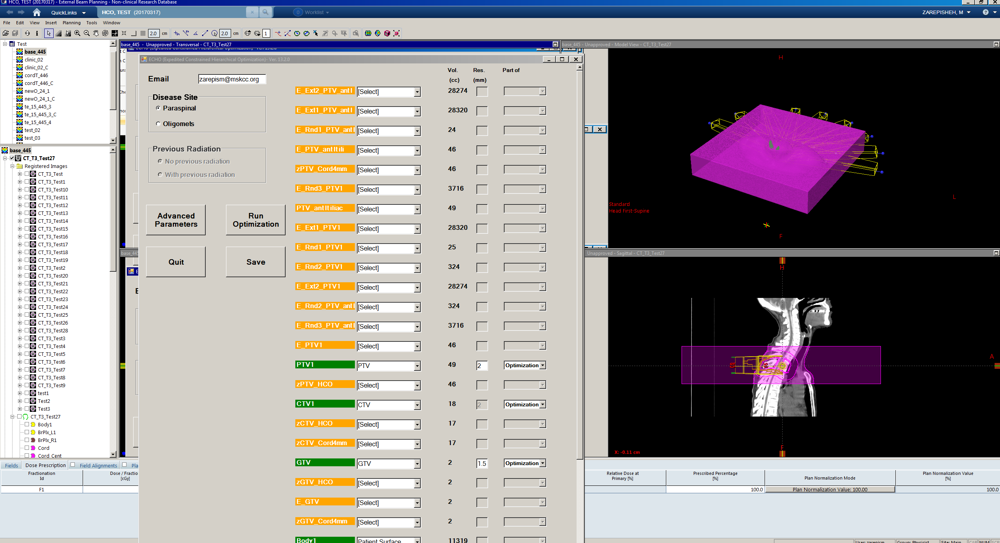 HCO, TEST (20170317) - External Beam Planning - Non-clinical Research Database
QuickLinks
HCO, TEST (20170317)
0 Worklist
ZAREPISHEH, M
File Edit View Insert Planning Tools Window
2.0 cm
2.0 cm
1
Test
base_445
clinic_02
clinic_02_C
cordT_446
cordT_446_C
newO_24_1
newO_24_1_C
te_15_445_3
te_15_445_3_C
te_15_445_4
test_02
test_03
base_445
CT_T3_Test27
Registered Images
CT_T3_Test
CT_T3_Test1
CT_T3_Test10
CT_T3_Test11
CT_T3_Test12
CT_T3_Test13
CT_T3_Test14
CT_T3_Test15
CT_T3_Test16
CT_T3_Test17
CT_T3_Test18
CT_T3_Test19
CT_T3_Test2
CT_T3_Test20
CT_T3_Test21
CT_T3_Test22
CT_T3_Test23
CT_T3_Test24
CT_T3_Test25
CT_T3_Test26
CT_T3_Test28
CT_T3_Test3
CT_T3_Test4
CT_T3_Test5
CT_T3_Test6
CT_T3_Test7
CT_T3_Test8
CT_T3_Test9
test1
Test2
Test3
CT_T3_Test27
Body1
BrPlx_L1
BrPlx_R1
Cord
Cord_Cent
base_445 - Unapproved - Transversal - CT_T3_Test27
ECHO (Expedited Constrained Hierarchical Optimization)- Ver. 13.2.0
Email zarepism@mskcc.org
Disease Site
Paraspinal
Oligomets
Previous Radiation
No previous radiation
With previous radiation
Advanced Parameters
Run Optimization
Quit
Save
Vol. Res. Part of
(cc) (mm)
E_Ext2_PTV_antl [Select] 28274
E_Ext1_PTV_antl [Select] 28320
E_Rnd1_PTV_antl [Select] 24
E_PTV_antltili [Select] 46
zPTV_Cord4mm [Select] 46
E_Rnd3_PTV1 [Select] 3716
PTV_antltiliac [Select] 49
E_Ext1_PTV1 [Select] 28320
E_Rnd1_PTV1 [Select] 25
E_Rnd2_PTV1 [Select] 324
E_Ext2_PTV1 [Select] 28274
E_Rnd2_PTV_antl [Select] 324
E_Rnd3_PTV_antl [Select] 3716
E_PTV1 [Select] 46
PTV1 PTV 49 2 Optimization
zPTV_HCO [Select] 46
CTV1 CTV 18 2 Optimization
zCTV_HCO [Select] 17
zCTV_Cord4mm [Select] 17
GTV GTV 2 1.5 Optimization
zGTV_HCO [Select] 2
E_GTV [Select] 2
zGTV_Cord4mm [Select] 2
Body1 Patient Surface 11319
base_445 - Unapproved - Model View - CT_T3_Test27
H
L
Standard
Head First-Supine
F
base_445
Unapproved - Sagittal - CT_T3_Test27
H
A
F
X: -0.11 cm
Fields Dose Prescription Field Alignments Pla
Fractionation Id
Dose / Fractio [cGy]
Relative Dose at Primary [%]
Prescribed Percentage [%]
Plan Normalization Mode
Plan Normalization Value [%]
F1
100.0
Plan Normalization Value: 100.00
100.0
User: zarepism Group: Physicist Site: Main CAP NUM SCR